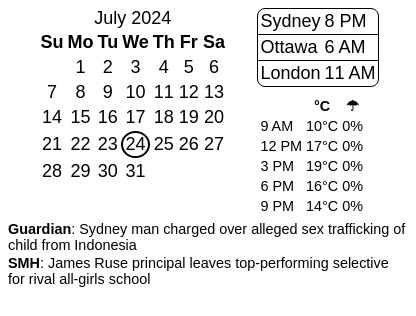 July 2024
Su Mo Tu We Th Fr Sa
1 2 3 4 5 6
7 8 9 10 11 12 13
14 15 16 17 18 19 20
21 22 23 24 25 26 27
28 29 30 31
Sydney 8 PM
Ottawa 6 AM
London 11 AM
°C ☂
9 AM 10°C 0%
12 PM 17°C 0%
3 PM 19°C 0%
6 PM 16°C 0%
9 PM 14°C 0%
Guardian: Sydney man charged over alleged sex trafficking of
child from Indonesia
SMH: James Ruse principal leaves top-performing selective
for rival all-girls school